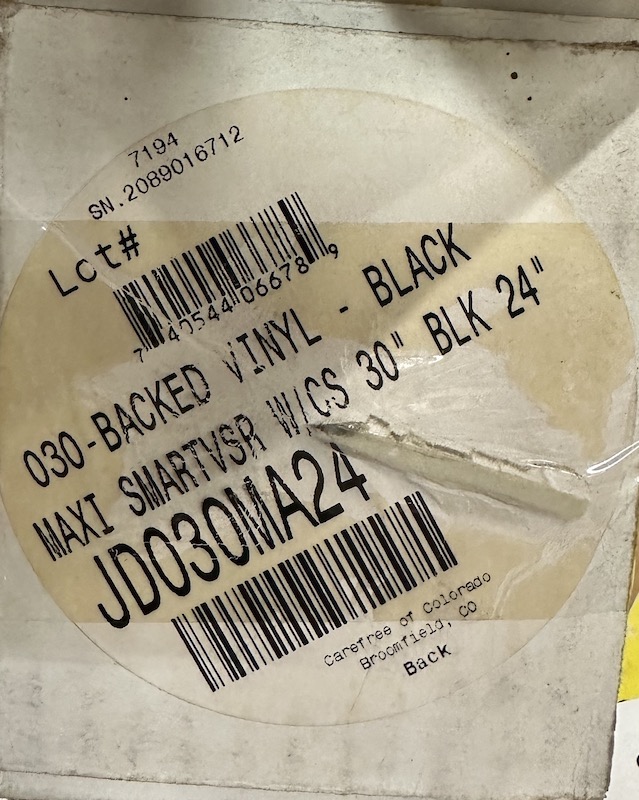 7194
SN.2089016712
Lot#
7 40544 06678 9
030-BACKED VINYL - BLACK
MAXI SMARTVSR W/CS 30" BLK 24"
JD030MA24
Carefree of Colorado
Broomfield, CO
Back